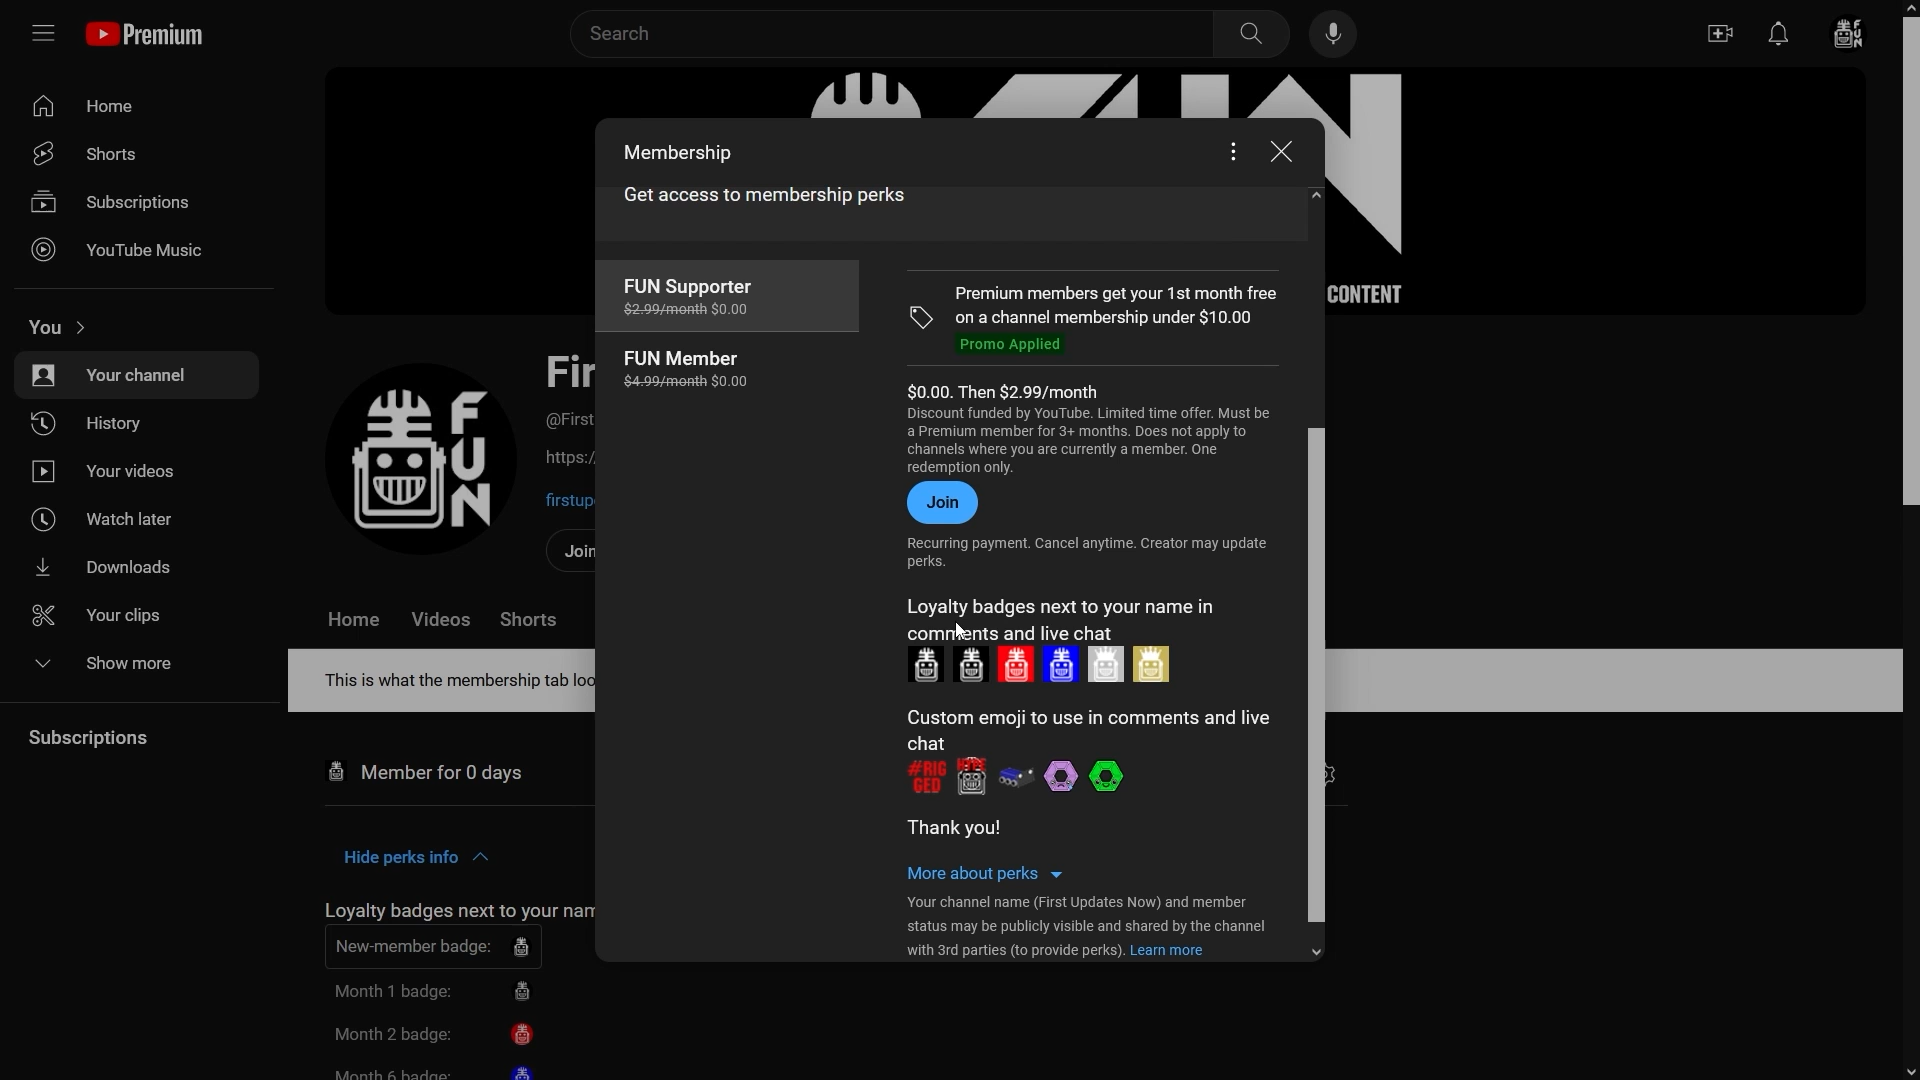 Premium
Search
FUN
Home
Shorts
Subscriptions
YouTube Music
You
Your channel
History
Your videos
Watch later
Downloads
Your clips
Show more
Subscriptions
CONTENT
FUN
Fir
@First
https:/
firstup
Join
Home Videos Shorts
This is what the membership tab loo
Member for 0 days
Hide perks info
Loyalty badges next to your nam
New-member badge:
Month 1 badge:
Month 2 badge:
Month 6 badge:
Membership
Get access to membership perks
FUN Supporter
$2.99/month $0.00
FUN Member
$4.99/month $0.00
Premium members get your 1st month free
on a channel membership under $10.00
Promo Applied
$0.00. Then $2.99/month
Discount funded by YouTube. Limited time offer. Must be
a Premium member for 3+ months. Does not apply to
channels where you are currently a member. One
redemption only.
Join
Recurring payment. Cancel anytime. Creator may update
perks.
Loyalty badges next to your name in
comments and live chat
Custom emoji to use in comments and live
chat
#RIG
GED
HYPE
Thank you!
More about perks
Your channel name (First Updates Now) and member
status may be publicly visible and shared by the channel
with 3rd parties (to provide perks). Learn more